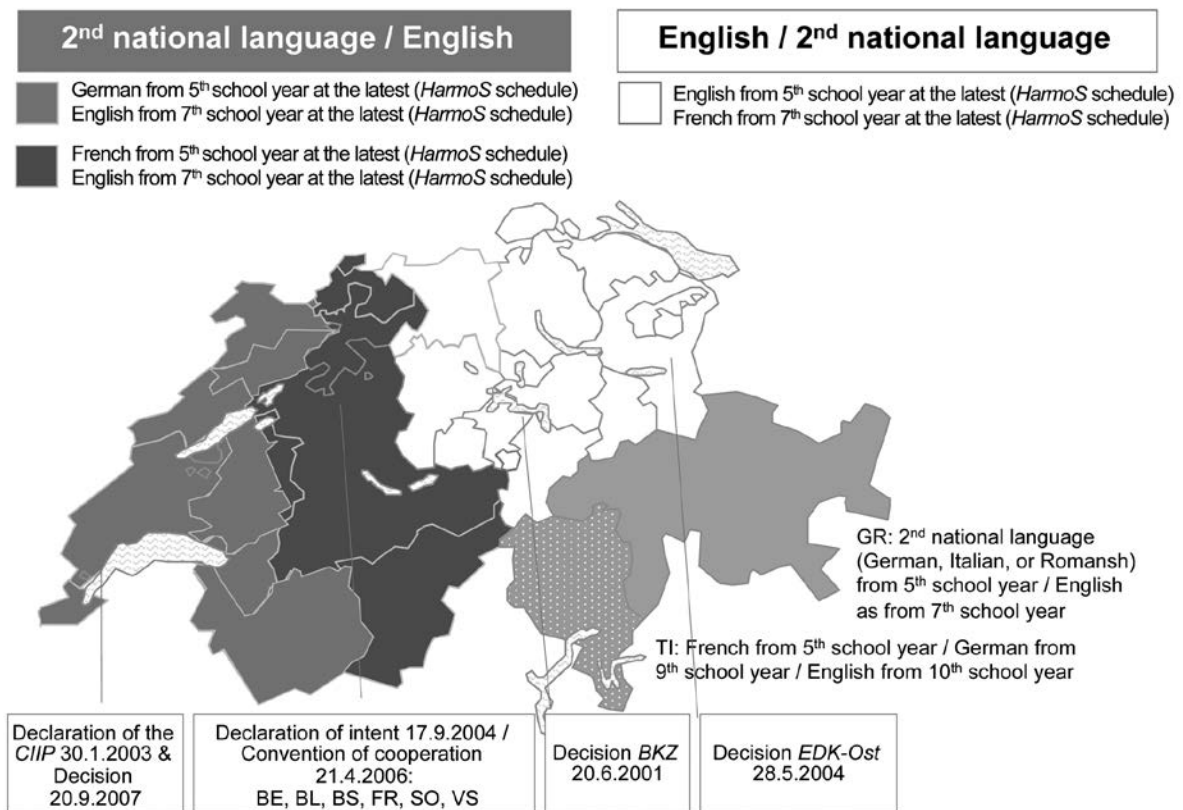 2nd national language / English
German from 5th school year at the latest (HarmoS schedule)
English from 7th school year at the latest (HarmoS schedule)
French from 5th school year at the latest (HarmoS schedule)
English from 7th school year at the latest (HarmoS schedule)
English / 2nd national language
English from 5th school year at the latest (HarmoS schedule)
French from 7th school year at the latest (HarmoS schedule)
GR: 2nd national language
(German, Italian, or Romansh)
from 5th school year / English
as from 7th school year
TI: French from 5th school year / German from
9th school year / English from 10th school year
Declaration of the
CIIP 30.1.2003 &
Decision
20.9.2007
Declaration of intent 17.9.2004 /
Convention of cooperation
21.4.2006:
BE, BL, BS, FR, SO, VS
Decision BKZ
20.6.2001
Decision EDK-Ost
28.5.2004